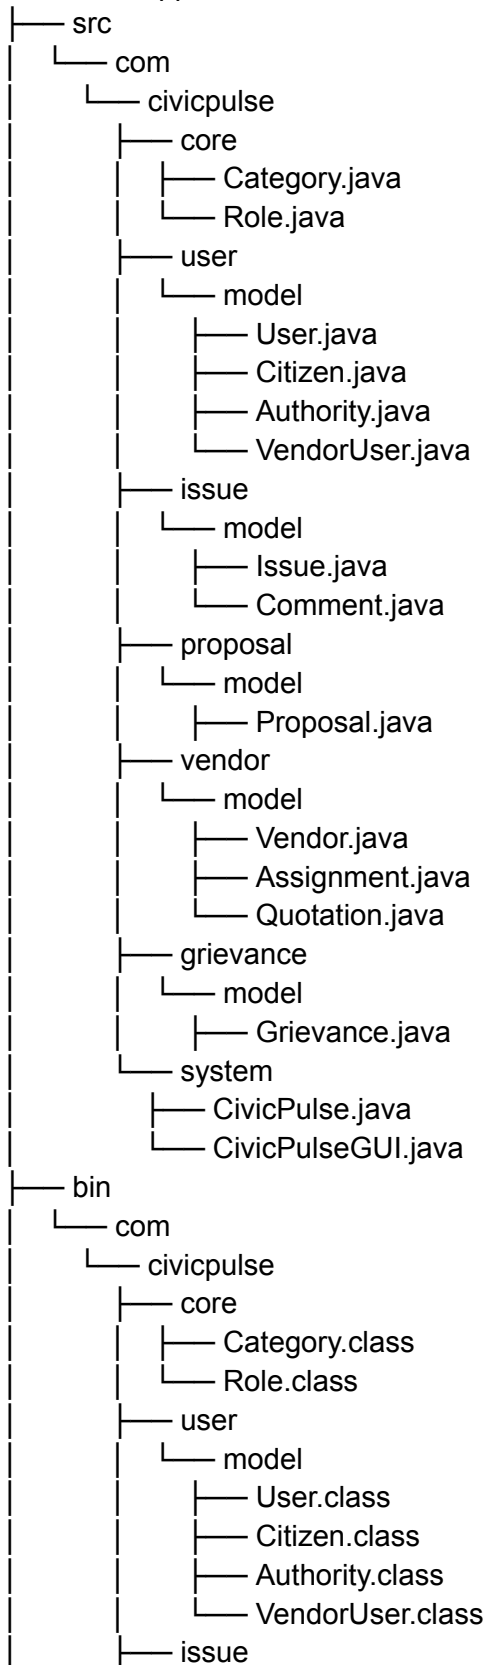 ├── src
│   └── com
│       └── civicpulse
│           ├── core
│           │   ├── Category.java
│           │   └── Role.java
│           ├── user
│           │   └── model
│           │       ├── User.java
│           │       ├── Citizen.java
│           │       ├── Authority.java
│           │       └── VendorUser.java
│           ├── issue
│           │   └── model
│           │       ├── Issue.java
│           │       └── Comment.java
│           ├── proposal
│           │   └── model
│           │       ├── Proposal.java
│           ├── vendor
│           │   └── model
│           │       ├── Vendor.java
│           │       ├── Assignment.java
│           │       └── Quotation.java
│           ├── grievance
│           │   └── model
│           │       ├── Grievance.java
│           └── system
│               ├── CivicPulse.java
│               └── CivicPulseGUI.java
├── bin
│   └── com
│       └── civicpulse
│           ├── core
│           │   ├── Category.class
│           │   └── Role.class
│           ├── user
│           │   └── model
│           │       ├── User.class
│           │       ├── Citizen.class
│           │       ├── Authority.class
│           │       └── VendorUser.class
│           ├── issue